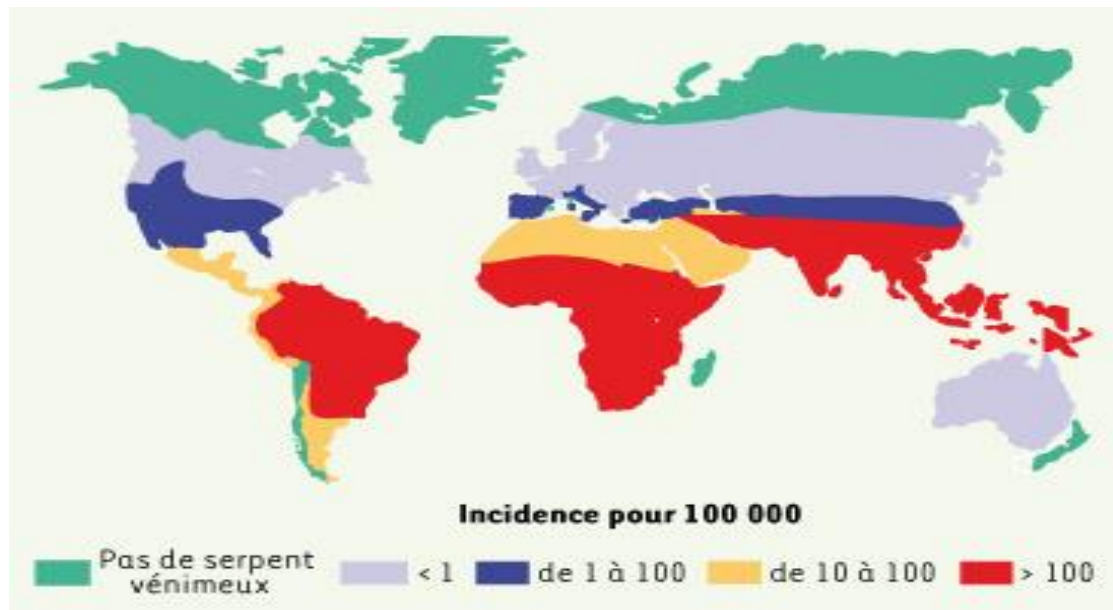 Incidence pour 100 000
Pas de serpent
vénimeux
< 1
de 1 à 100
de 10 à 100
> 100